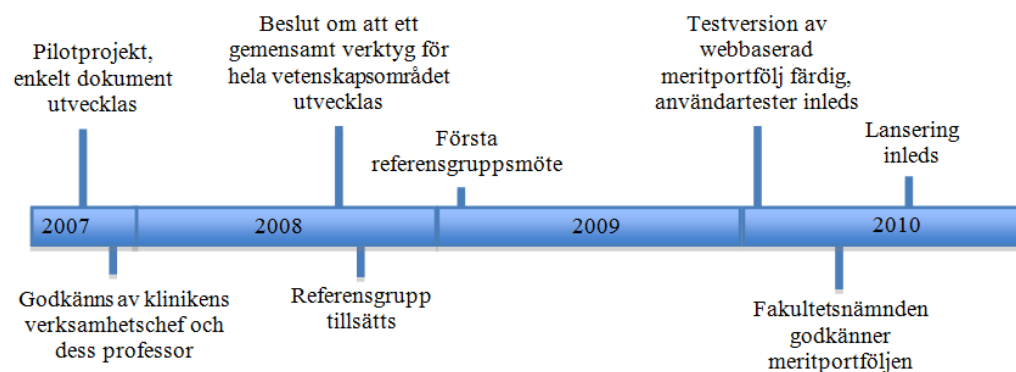 Pilotprojekt,
enkelt dokument
utvecklas
Beslut om att ett
gemensamt verktyg för
hela vetenskapsområdet
utvecklas
Första
referensgruppsmöte
Testversion av
webbaserad
meritportfölj färdig,
användartester inleds
Lansering
inleds
2007
2008
2009
2010
Godkänns av klinikens
verksamhetschef och
dess professor
Referensgrupp
tillsätts
Fakultetsnämnden
godkänner
meritportföljen